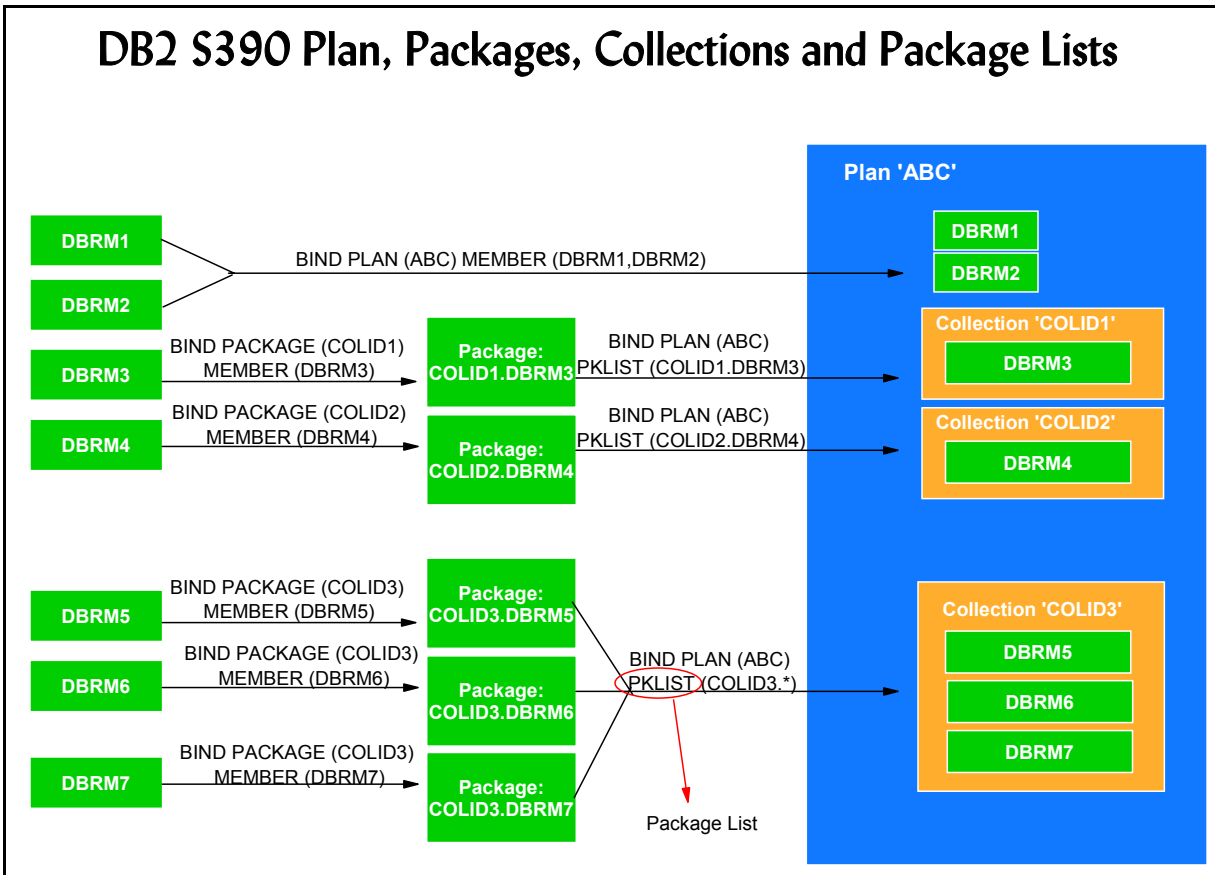 DB2 S390 Plan, Packages, Collections and Package Lists
Plan 'ABC'
DBRM1
DBRM2
BIND PLAN (ABC) MEMBER (DBRM1,DBRM2)
DBRM1
DBRM2
DBRM3
BIND PACKAGE (COLID1)
MEMBER (DBRM3)
Package:
COLID1.DBRM3
BIND PLAN (ABC)
PKLIST (COLID1.DBRM3)
Collection 'COLID1'
DBRM3
DBRM4
BIND PACKAGE (COLID2)
MEMBER (DBRM4)
Package:
COLID2.DBRM4
BIND PLAN (ABC)
PKLIST (COLID2.DBRM4)
Collection 'COLID2'
DBRM4
DBRM5
BIND PACKAGE (COLID3)
MEMBER (DBRM5)
Package:
COLID3.DBRM5
DBRM6
BIND PACKAGE (COLID3)
MEMBER (DBRM6)
Package:
COLID3.DBRM6
DBRM7
BIND PACKAGE (COLID3)
MEMBER (DBRM7)
Package:
COLID3.DBRM7
BIND PLAN (ABC)
PKLIST (COLID3.*)
Package List
Collection 'COLID3'
DBRM5
DBRM6
DBRM7